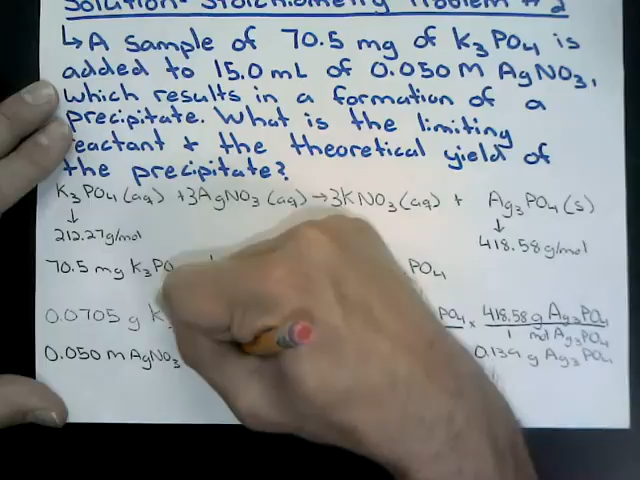 Solution Stoichiometry Problem # 2
↳ A sample of 70.5 mg of K3PO4 is
added to 15.0 mL of 0.050 M AgNO3,
which results in a formation of a
precipitate. What is the limiting
reactant + the theoretical yield of
the precipitate?
K3PO4 (aq) + 3AgNO3 (aq) → 3KNO3 (aq) + Ag3PO4 (s)
↓ ↓
212.27 g/mol 418.58 g/mol
70.5 mg K3PO PO4
0.0705 g K PO4 x 418.58 g Ag3PO4
1 mol Ag3PO4
0.050 M AgNO3 0.139 g Ag3PO4